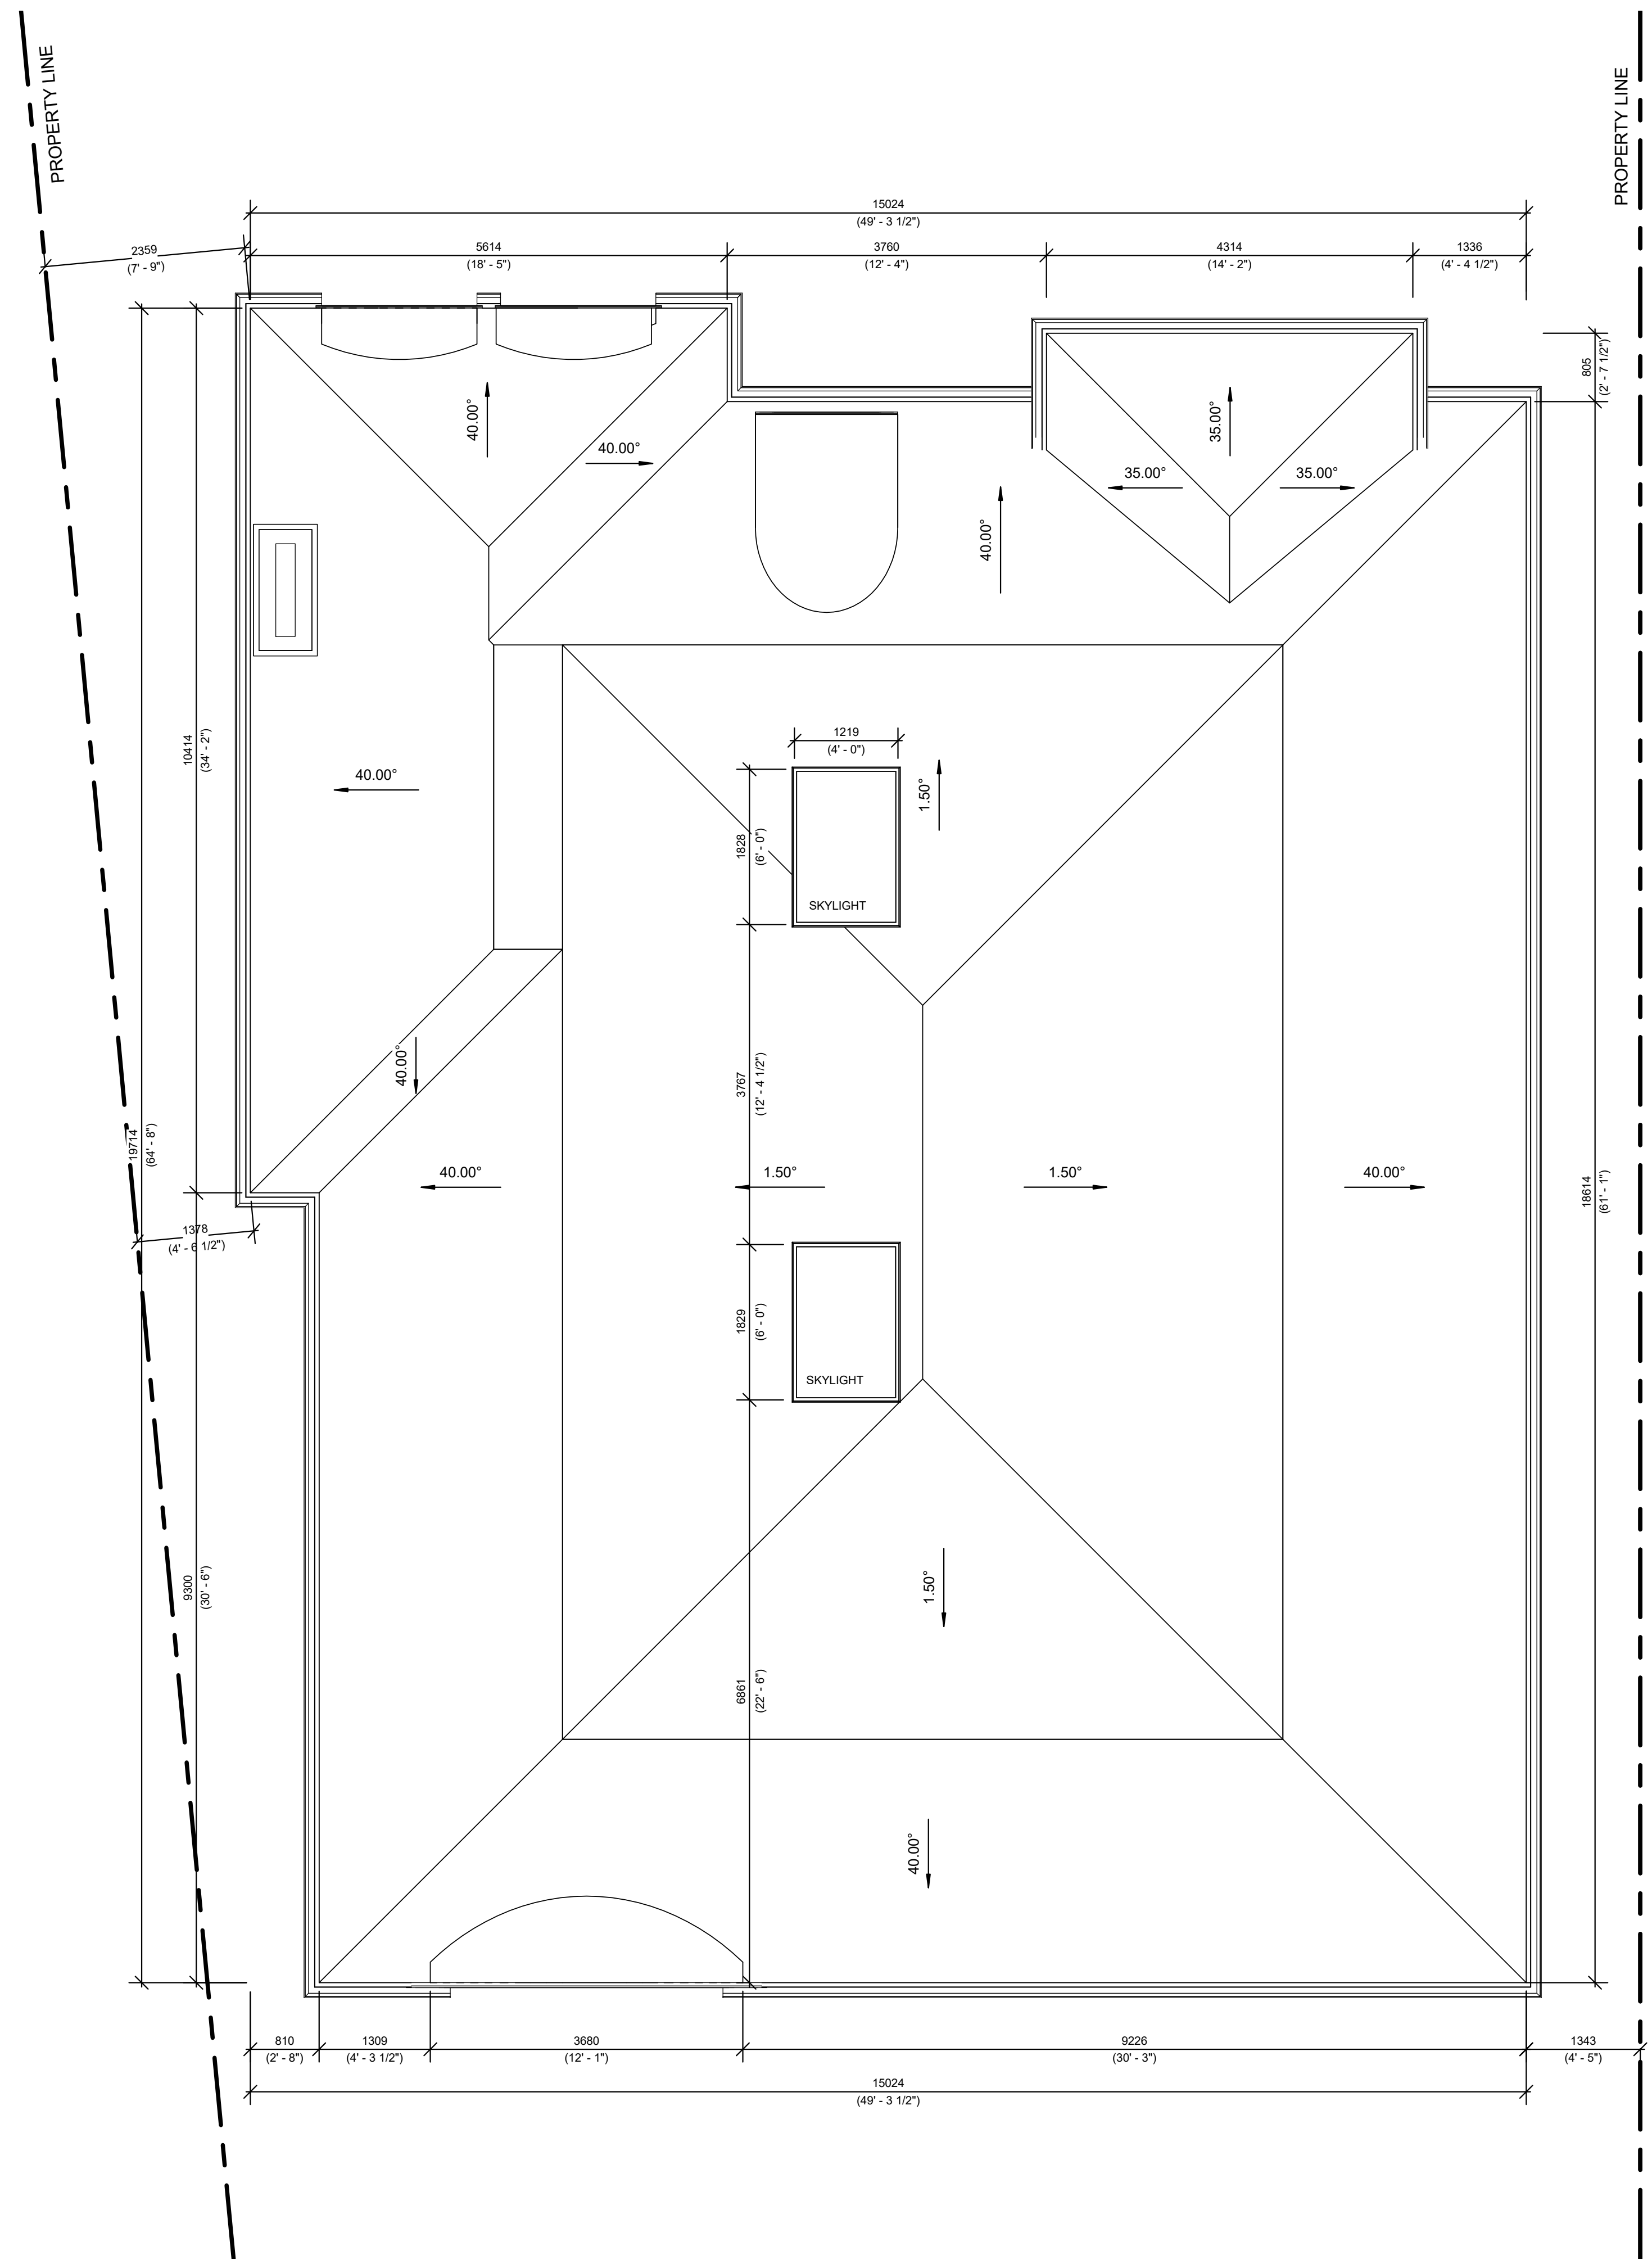 PROPERTY LINE
PROPERTY LINE
15024
(49' - 3 1/2")
2359
(7' - 9")
5614
(18' - 5")
3760
(12' - 4")
4314
(14' - 2")
1336
(4' - 4 1/2")
805
(2' - 7 1/2")
40.00°
40.00°
35.00°
35.00°
35.00°
40.00°
10414
(34' - 2")
1219
(4' - 0")
40.00°
1.50°
1828
(6' - 0")
SKYLIGHT
40.00°
3767
(12' - 4 1/2")
19714
(64' - 8")
40.00°
1.50°
1.50°
40.00°
18614
(61' - 1")
1378
(4' - 6 1/2")
1829
(6' - 0")
SKYLIGHT
9300
(30' - 6")
1.50°
6861
(22' - 6")
40.00°
810
(2' - 8")
1309
(4' - 3 1/2")
3680
(12' - 1")
9226
(30' - 3")
1343
(4' - 5")
15024
(49' - 3 1/2")